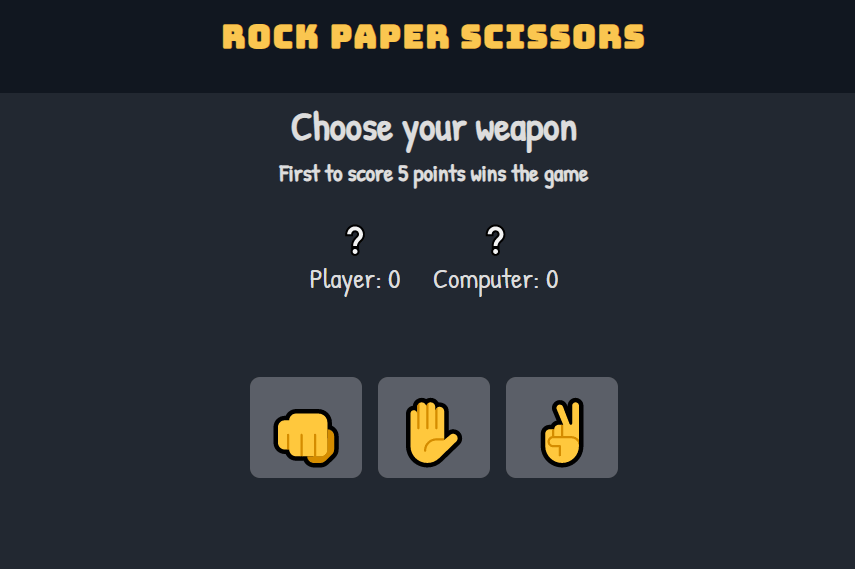 ROCK PAPER SCISSORS
Choose your weapon
First to score 5 points wins the game
? ?
Player: 0 Computer: 0